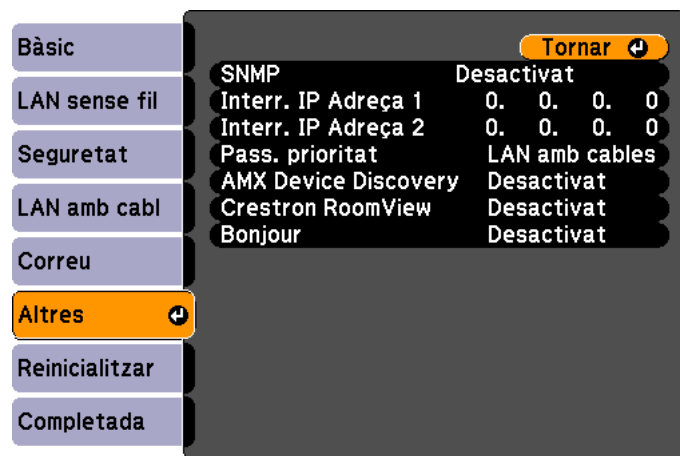 Bàsic
LAN sense fil
Seguretat
LAN amb cabl
Correu
Altres
Reinicialitzar
Completada
Tornar
SNMP Desactivat
Interr. IP Adreça 1 0. 0. 0. 0
Interr. IP Adreça 2 0. 0. 0. 0
Pass. prioritat LAN amb cables
AMX Device Discovery Desactivat
Crestron RoomView Desactivat
Bonjour Desactivat